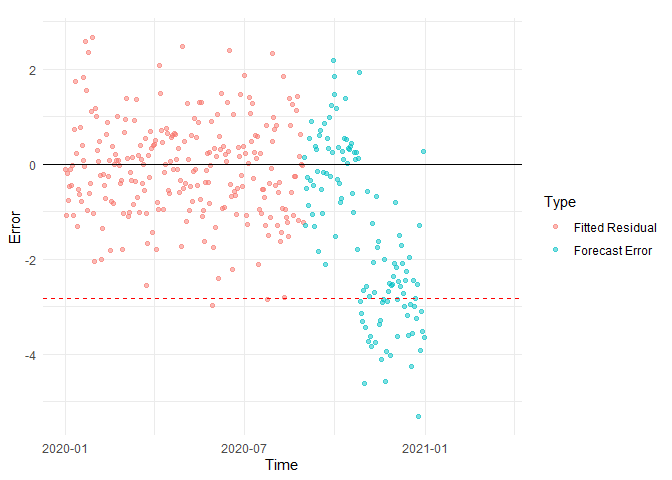 2
0
-2
-4
Error
2020-01
2020-07
2021-01
Time
Type
Fitted Residual
Forecast Error